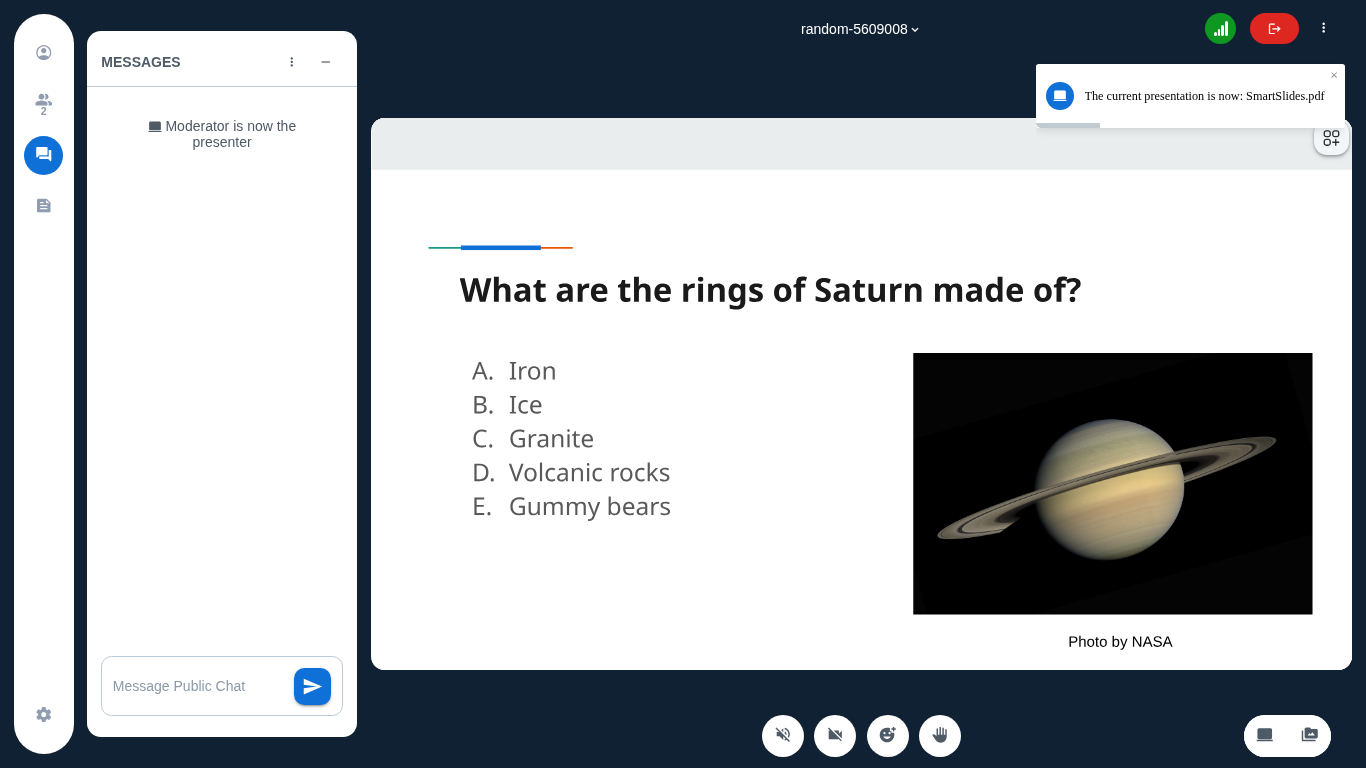 random-5609008
MESSAGES
2
The current presentation is now: SmartSlides.pdf
Moderator is now the
presenter
What are the rings of Saturn made of?
A. Iron
B. Ice
C. Granite
D. Volcanic rocks
E. Gummy bears
Photo by NASA
Message Public Chat